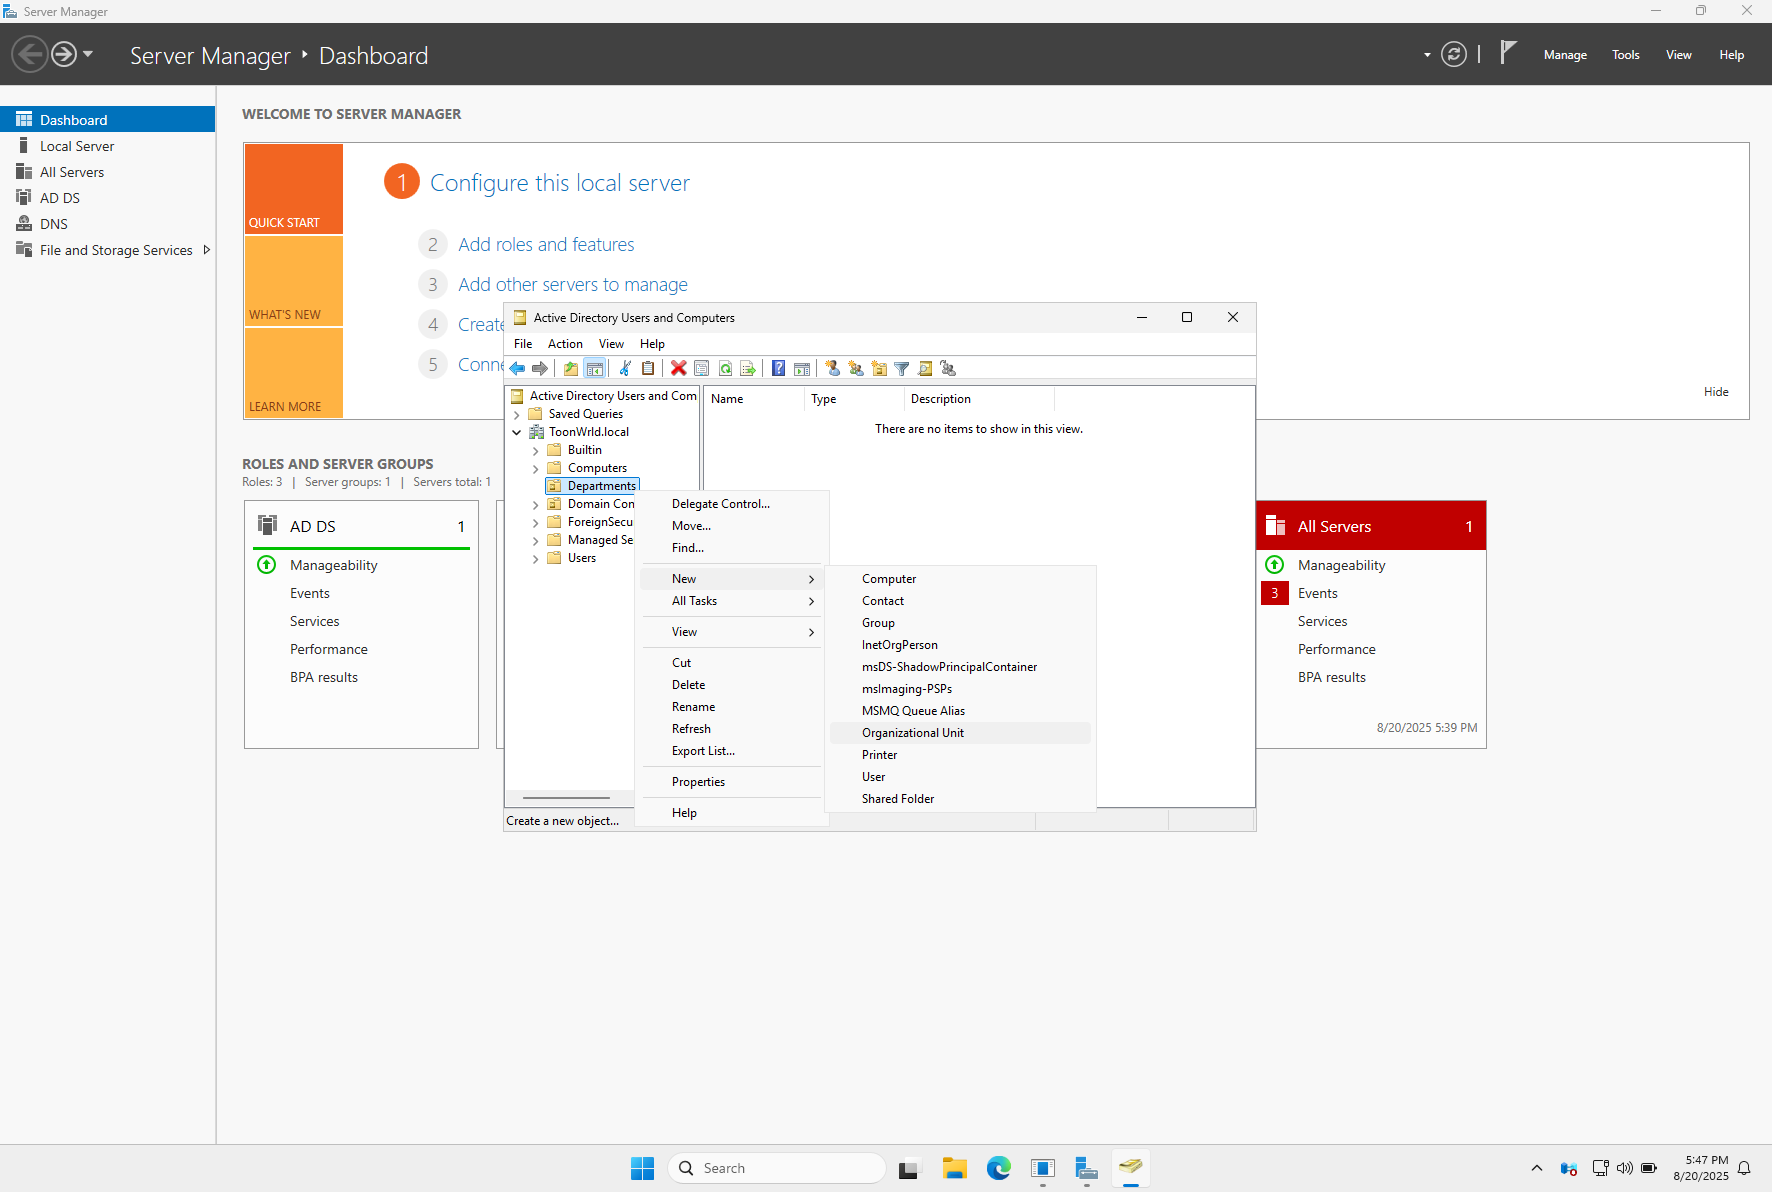 Server Manager
Server Manager ‣ Dashboard
Manage
Tools
View
Help
Dashboard
Local Server
All Servers
AD DS
DNS
File and Storage Services
WELCOME TO SERVER MANAGER
QUICK START
WHAT'S NEW
LEARN MORE
1 Configure this local server
2 Add roles and features
3 Add other servers to manage
4 Create
5 Conne
Hide
ROLES AND SERVER GROUPS
Roles: 3 | Server groups: 1 | Servers total: 1
AD DS 1
Manageability
Events
Services
Performance
BPA results
Active Directory Users and Computers
File Action View Help
Active Directory Users and Com
Saved Queries
ToonWrld.local
Builtin
Computers
Departments
Domain Con
ForeignSecu
Managed Se
Users
Name Type Description
There are no items to show in this view.
Delegate Control...
Move...
Find...
New
All Tasks
View
Cut
Delete
Rename
Refresh
Export List...
Properties
Help
Computer
Contact
Group
InetOrgPerson
msDS-ShadowPrincipalContainer
msImaging-PSPs
MSMQ Queue Alias
Organizational Unit
Printer
User
Shared Folder
Create a new object...
All Servers 1
Manageability
3 Events
Services
Performance
BPA results
8/20/2025 5:39 PM
Search
5:47 PM
8/20/2025